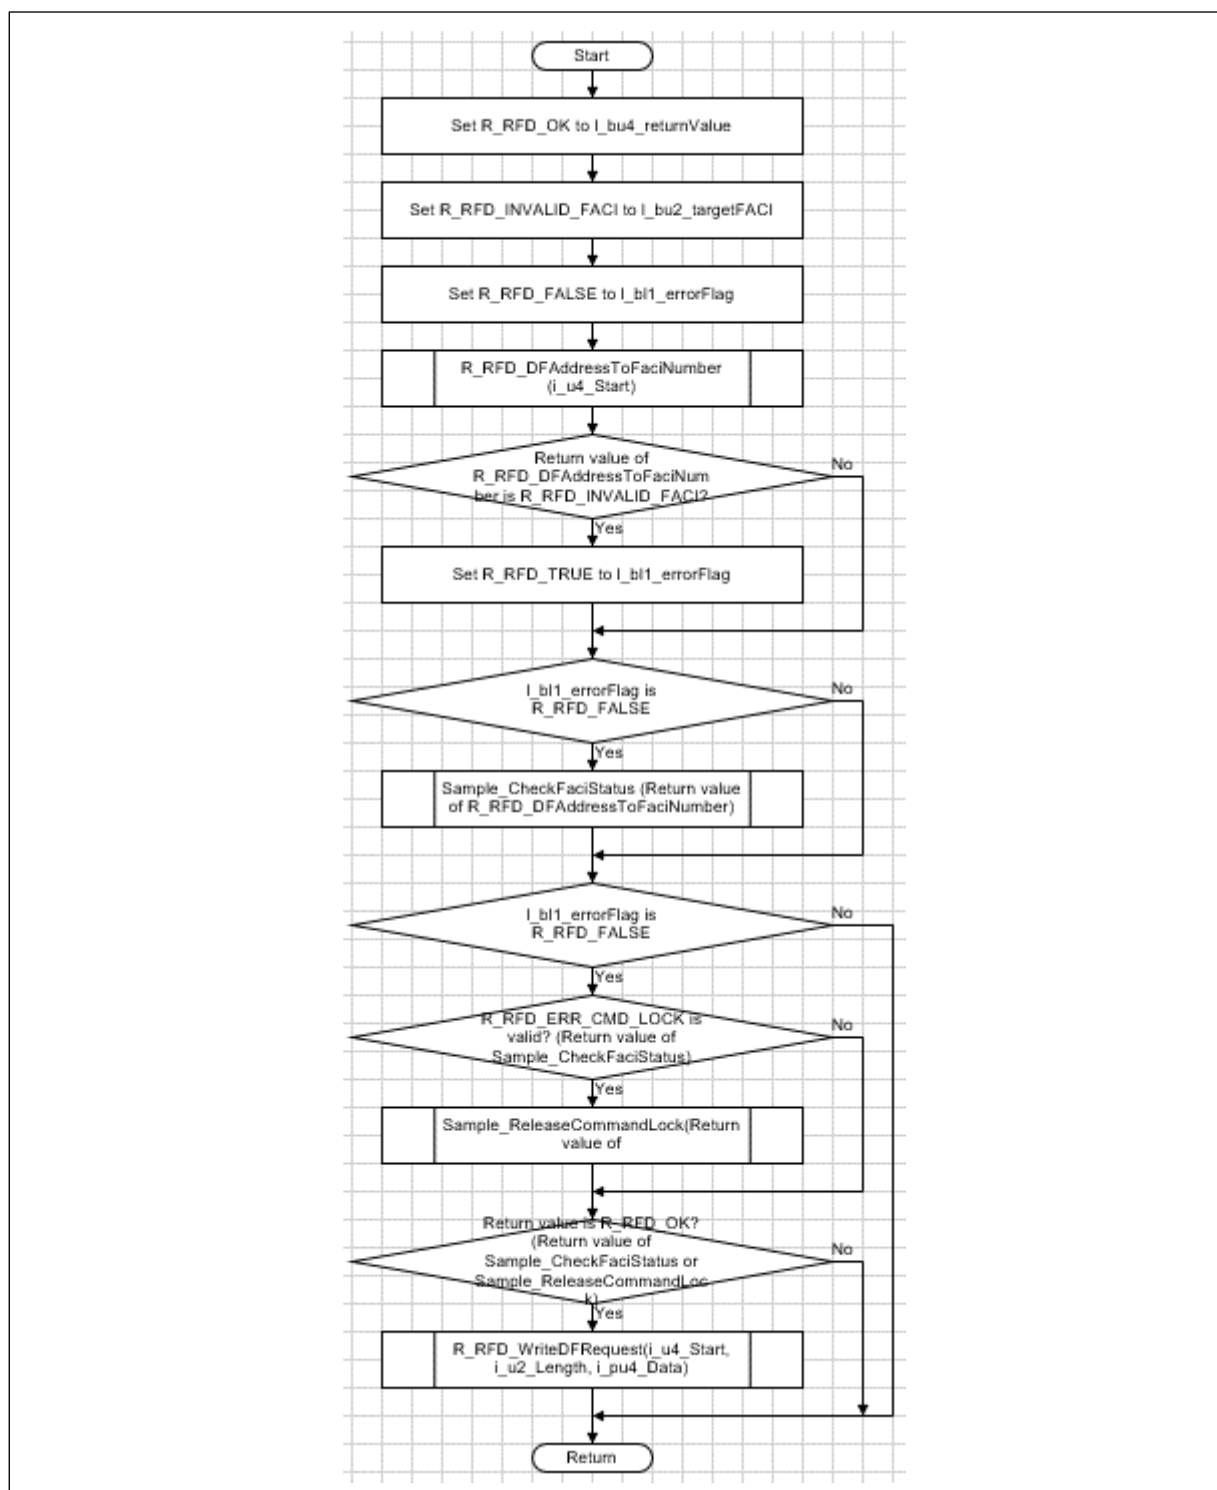 Start
Set R_RFD_OK to l_bu4_returnValue
Set R_RFD_INVALID_FACI to l_bu2_targetFACI
Set R_RFD_FALSE to l_bl1_errorFlag
R_RFD_DFAddressToFaciNumber
(i_u4_Start)
Return value of
R_RFD_DFAddressToFaciNum
ber is R_RFD_INVALID_FACI?
No
Yes
Set R_RFD_TRUE to l_bl1_errorFlag
l_bl1_errorFlag is
R_RFD_FALSE
No
Yes
Sample_CheckFaciStatus (Return value
of R_RFD_DFAddressToFaciNumber)
l_bl1_errorFlag is
R_RFD_FALSE
No
Yes
R_RFD_ERR_CMD_LOCK is
valid? (Return value of
Sample_CheckFaciStatus)
No
Yes
Sample_ReleaseCommandLock(Return
value of
Return value is R_RFD_OK?
(Return value of
Sample_CheckFaciStatus or
Sample_ReleaseCommandLoc
k)
No
Yes
R_RFD_WriteDFRequest(i_u4_Start,
i_u2_Length, i_pu4_Data)
Return